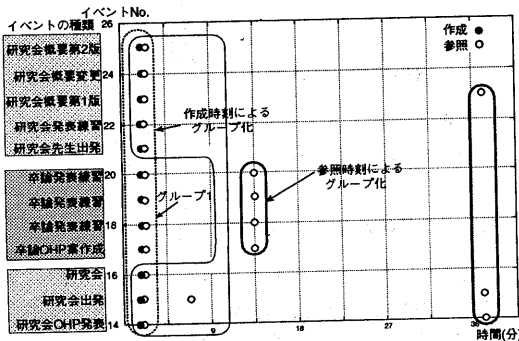 イベントNo.
イベントの種類
26
作成
参照
研究会概要第2版
研究会概要変更
24
研究会概要第1版
研究会発表練習
22
研究会先生出発
作成時刻による
グループ化
卒論発表練習
20
卒論発表練習
卒論発表練習
18
卒論OHP案作成
グループ1
参照時刻による
グループ化
研究会
16
研究会出発
研究会OHP発表
14
9
18
27
36
時間(分)